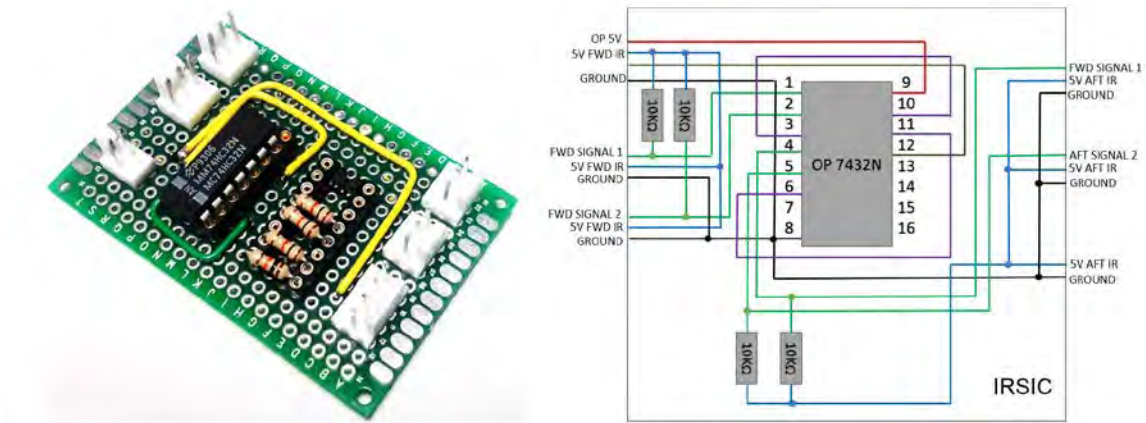 P9305
MM74HC32N
MC74HC32N
OP 5V
5V FWD IR
GROUND
10KΩ
10KΩ
FWD SIGNAL 1
5V FWD IR
GROUND
FWD SIGNAL 2
5V FWD IR
GROUND
1 9
2 10
3 11
4 12
5 13
6 14
7 15
8 16
OP 7432N
FWD SIGNAL 1
5V AFT IR
GROUND
AFT SIGNAL 2
5V AFT IR
GROUND
5V AFT IR
GROUND
10KΩ
10KΩ
IRSIC